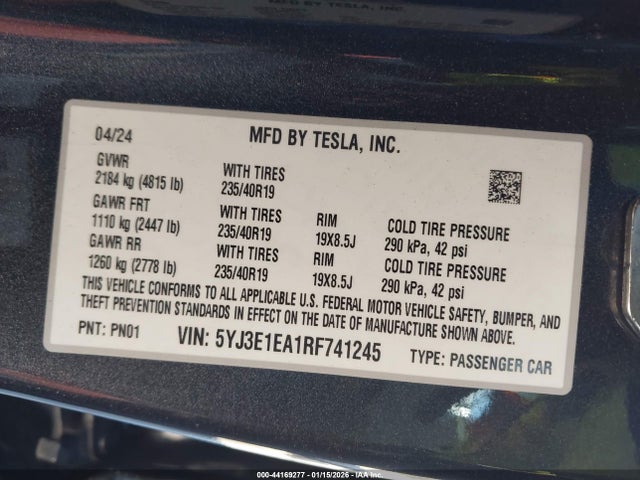 MFD BY TESLA, INC.
04/24 MFD BY TESLA, INC.
GVWR
2184 kg (4815 lb) WITH TIRES 235/40R19
GAWR FRT
1110 kg (2447 lb) WITH TIRES 235/40R19 RIM 19X8.5J COLD TIRE PRESSURE 290 kPa, 42 psi
GAWR RR
1260 kg (2778 lb) WITH TIRES 235/40R19 RIM 19X8.5J COLD TIRE PRESSURE 290 kPa, 42 psi
THIS VEHICLE CONFORMS TO ALL APPLICABLE U.S. FEDERAL MOTOR VEHICLE SAFETY, BUMPER, AND
THEFT PREVENTION STANDARDS IN EFFECT ON THE DATE OF MANUFACTURE SHOWN ABOVE.
PNT: PN01 VIN: 5YJ3E1EA1RF741245 TYPE: PASSENGER CAR
000-44169277 - 01/15/2026 - IAA Inc.